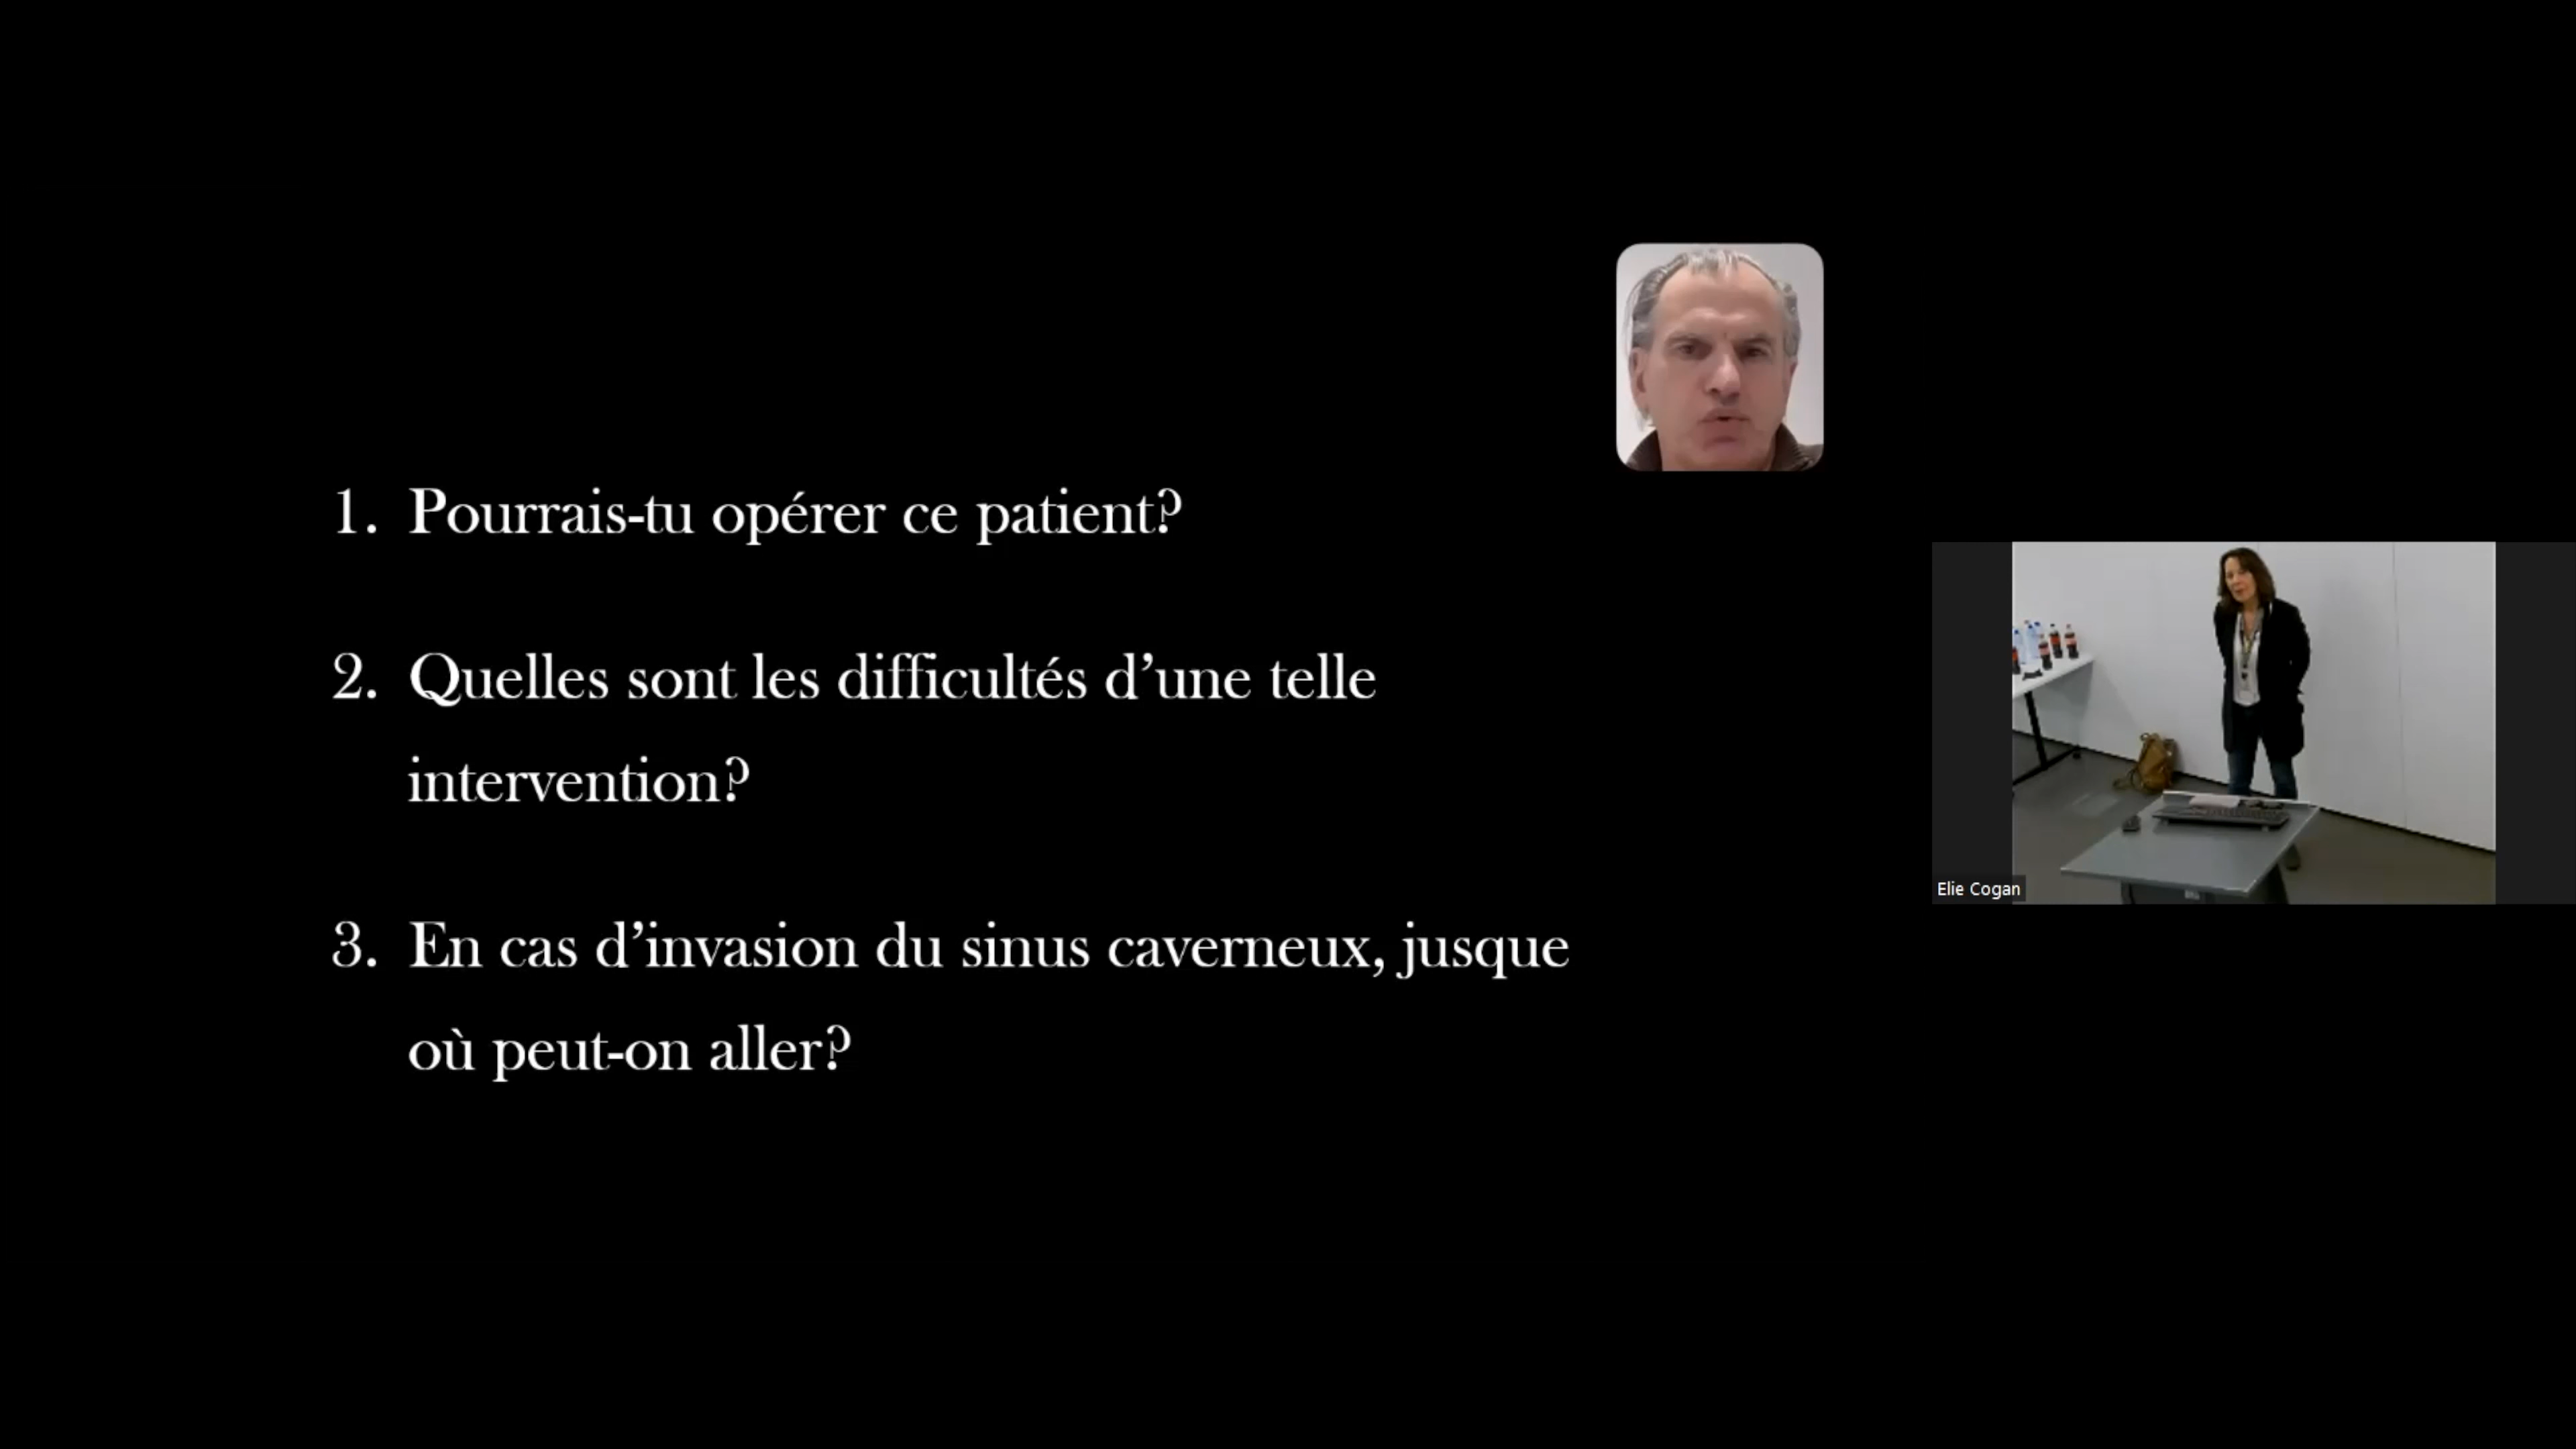 1. Pourrais-tu opérer ce patient?
2. Quelles sont les difficultés d’une telle
intervention?
3. En cas d’invasion du sinus caverneux, jusque
où peut-on aller?
Elie Cogan